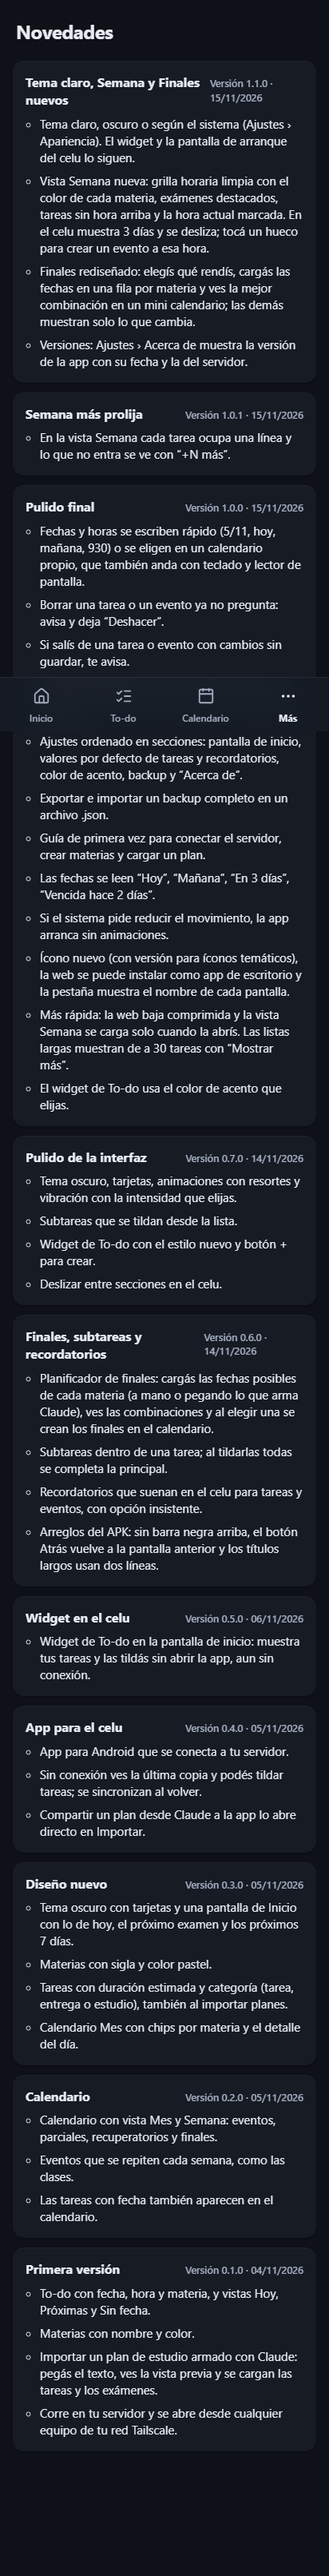 Novedades
Tema claro, Semana y Finales
nuevos
Versión 1.1.0 ·
15/11/2026
Tema claro, oscuro o según el sistema (Ajustes ›
Apariencia). El widget y la pantalla de arranque
del celu lo siguen.
Vista Semana nueva: grilla horaria limpia con el
color de cada materia, exámenes destacados,
tareas sin hora arriba y la hora actual marcada. En
el celu muestra 3 días y se desliza; tocá un hueco
para crear un evento a esa hora.
Finales rediseñado: elegís qué rendís, cargás las
fechas en una fila por materia y ves la mejor
combinación en un mini calendario; las demás
muestran solo lo que cambia.
Versiones: Ajustes › Acerca de muestra la versión
de la app con su fecha y la del servidor.
Semana más prolija
Versión 1.0.1 · 15/11/2026
En la vista Semana cada tarea ocupa una línea y
lo que no entra se ve con “+N más”.
Pulido final
Versión 1.0.0 · 15/11/2026
Fechas y horas se escriben rápido (5/11, hoy,
mañana, 930) o se eligen en un calendario
propio, que también anda con teclado y lector de
pantalla.
Borrar una tarea o un evento ya no pregunta:
avisa y deja “Deshacer”.
Si salís de una tarea o evento con cambios sin
guardar, te avisa.
Inicio
To-do
Calendario
Más
Ajustes ordenado en secciones: pantalla de inicio,
valores por defecto de tareas y recordatorios,
color de acento, backup y “Acerca de”.
Exportar e importar un backup completo en un
archivo .json.
Guía de primera vez para conectar el servidor,
crear materias y cargar un plan.
Las fechas se leen “Hoy”, “Mañana”, “En 3 días”,
“Vencida hace 2 días”.
Si el sistema pide reducir el movimiento, la app
arranca sin animaciones.
Ícono nuevo (con versión para íconos temáticos),
la web se puede instalar como app de escritorio y
la pestaña muestra el nombre de cada pantalla.
Más rápida: la web baja comprimida y la vista
Semana se carga solo cuando la abrís. Las listas
largas muestran de a 30 tareas con “Mostrar
más”.
El widget de To-do usa el color de acento que
elijas.
Pulido de la interfaz
Versión 0.7.0 · 14/11/2026
Tema oscuro, tarjetas, animaciones con resortes y
vibración con la intensidad que elijas.
Subtareas que se tildan desde la lista.
Widget de To-do con el estilo nuevo y botón +
para crear.
Deslizar entre secciones en el celu.
Finales, subtareas y
recordatorios
Versión 0.6.0 ·
14/11/2026
Planificador de finales: cargás las fechas posibles
de cada materia (a mano o pegando lo que arma
Claude), ves las combinaciones y al elegir una se
crean los finales en el calendario.
Subtareas dentro de una tarea; al tildarlas todas
se completa la principal.
Recordatorios que suenan en el celu para tareas y
eventos, con opción insistente.
Arreglos del APK: sin barra negra arriba, el botón
Atrás vuelve a la pantalla anterior y los títulos
largos usan dos líneas.
Widget en el celu
Versión 0.5.0 · 06/11/2026
Widget de To-do en la pantalla de inicio: muestra
tus tareas y las tildás sin abrir la app, aun sin
conexión.
App para el celu
Versión 0.4.0 · 05/11/2026
App para Android que se conecta a tu servidor.
Sin conexión ves la última copia y podés tildar
tareas; se sincronizan al volver.
Compartir un plan desde Claude a la app lo abre
directo en Importar.
Diseño nuevo
Versión 0.3.0 · 05/11/2026
Tema oscuro con tarjetas y una pantalla de Inicio
con lo de hoy, el próximo examen y los próximos
7 días.
Materias con sigla y color pastel.
Tareas con duración estimada y categoría (tarea,
entrega o estudio), también al importar planes.
Calendario Mes con chips por materia y el detalle
del día.
Calendario
Versión 0.2.0 · 05/11/2026
Calendario con vista Mes y Semana: eventos,
parciales, recuperatorios y finales.
Eventos que se repiten cada semana, como las
clases.
Las tareas con fecha también aparecen en el
calendario.
Primera versión
Versión 0.1.0 · 04/11/2026
To-do con fecha, hora y materia, y vistas Hoy,
Próximas y Sin fecha.
Materias con nombre y color.
Importar un plan de estudio armado con Claude:
pegás el texto, ves la vista previa y se cargan las
tareas y los exámenes.
Corre en tu servidor y se abre desde cualquier
equipo de tu red Tailscale.